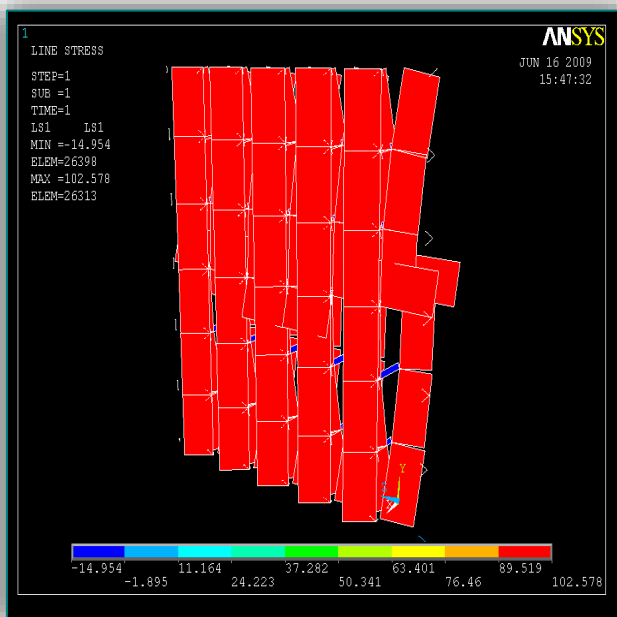 1
ANSYS
LINE STRESS
JUN 16 2009
15:47:32
STEP=1
SUB =1
TIME=1
LS1 LS1
MIN =-14.954
ELEM=26398
MAX =102.578
ELEM=26313
Y
-14.954 11.164 37.282 63.401 89.519
-1.895 24.223 50.341 76.46 102.578